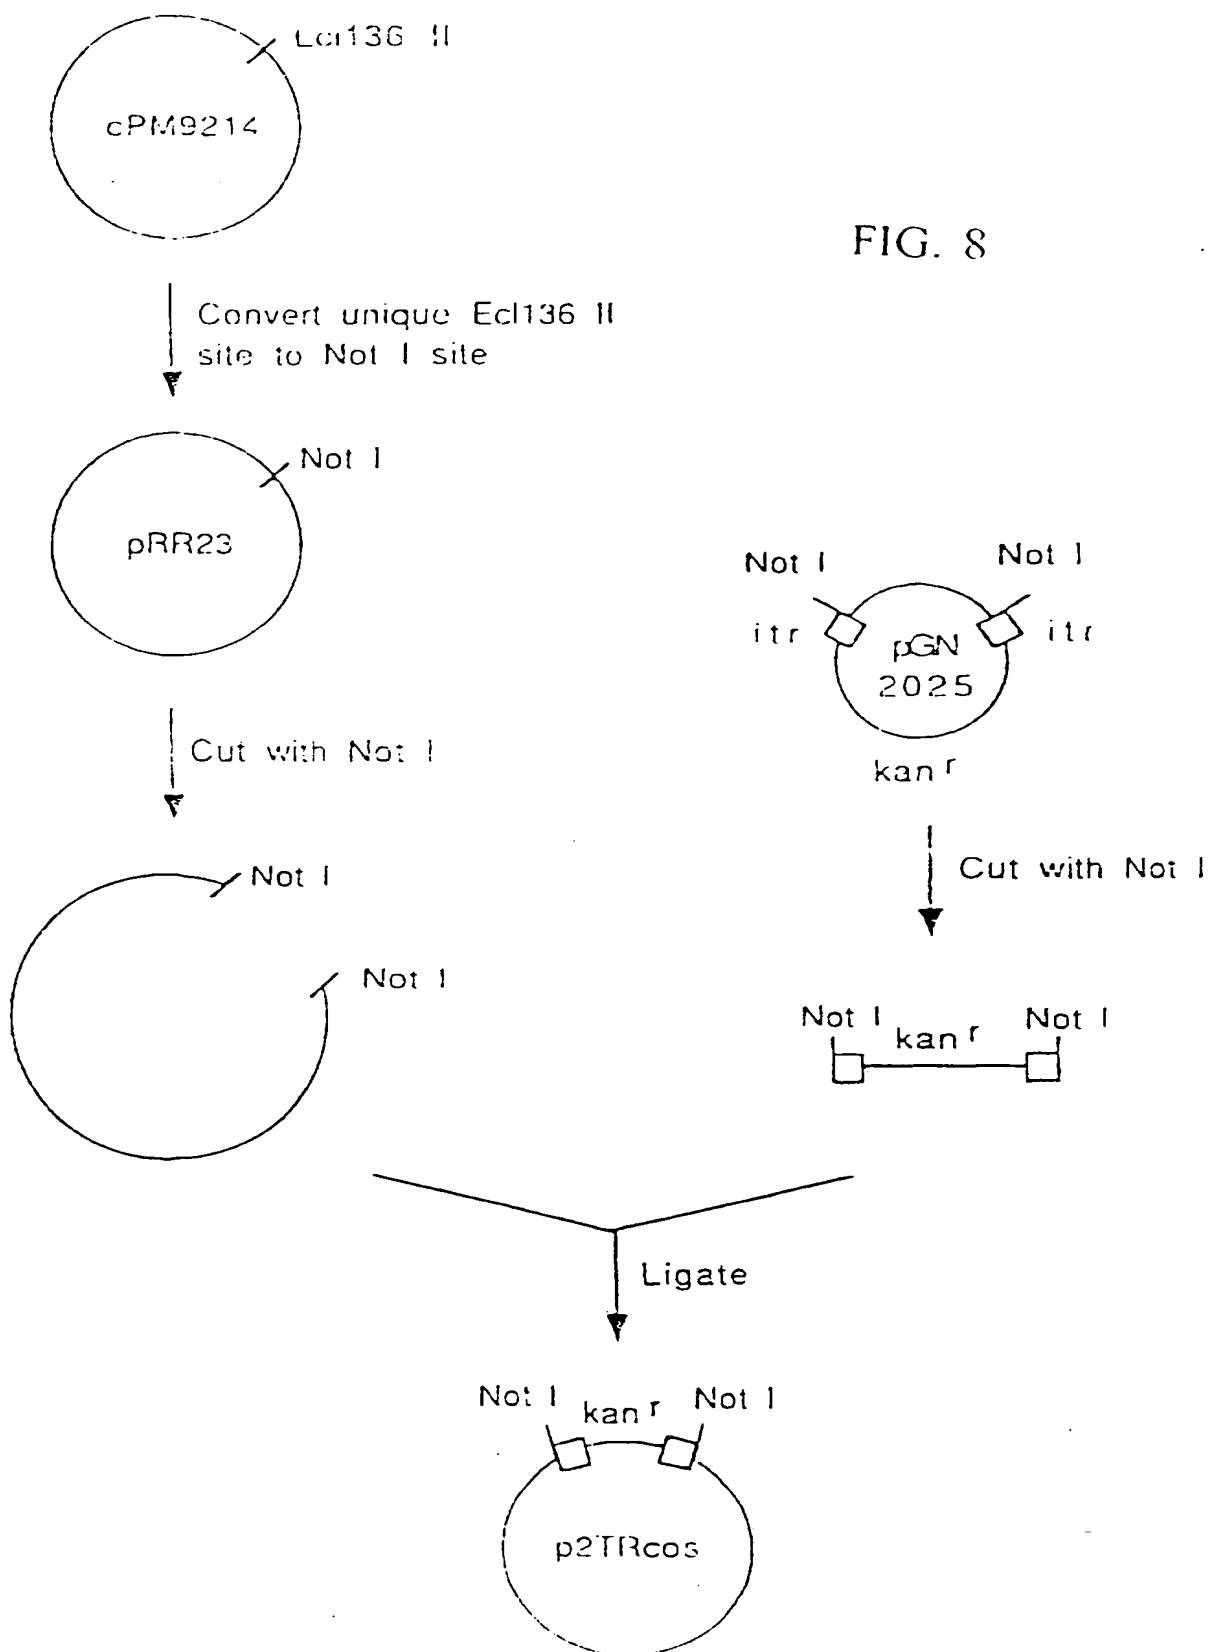 Ecl136 II
cPM9214
FIG. 8
Convert unique Ecl136 II
site to Not I site
Not I
pRR23
Cut with Not I
Not I
Not I
Not I
Not I
itr
itr
pGN
2025
kan r
Cut with Not I
Not I
kan r
Not I
Ligate
Not I
kan r
Not I
p2TRcos